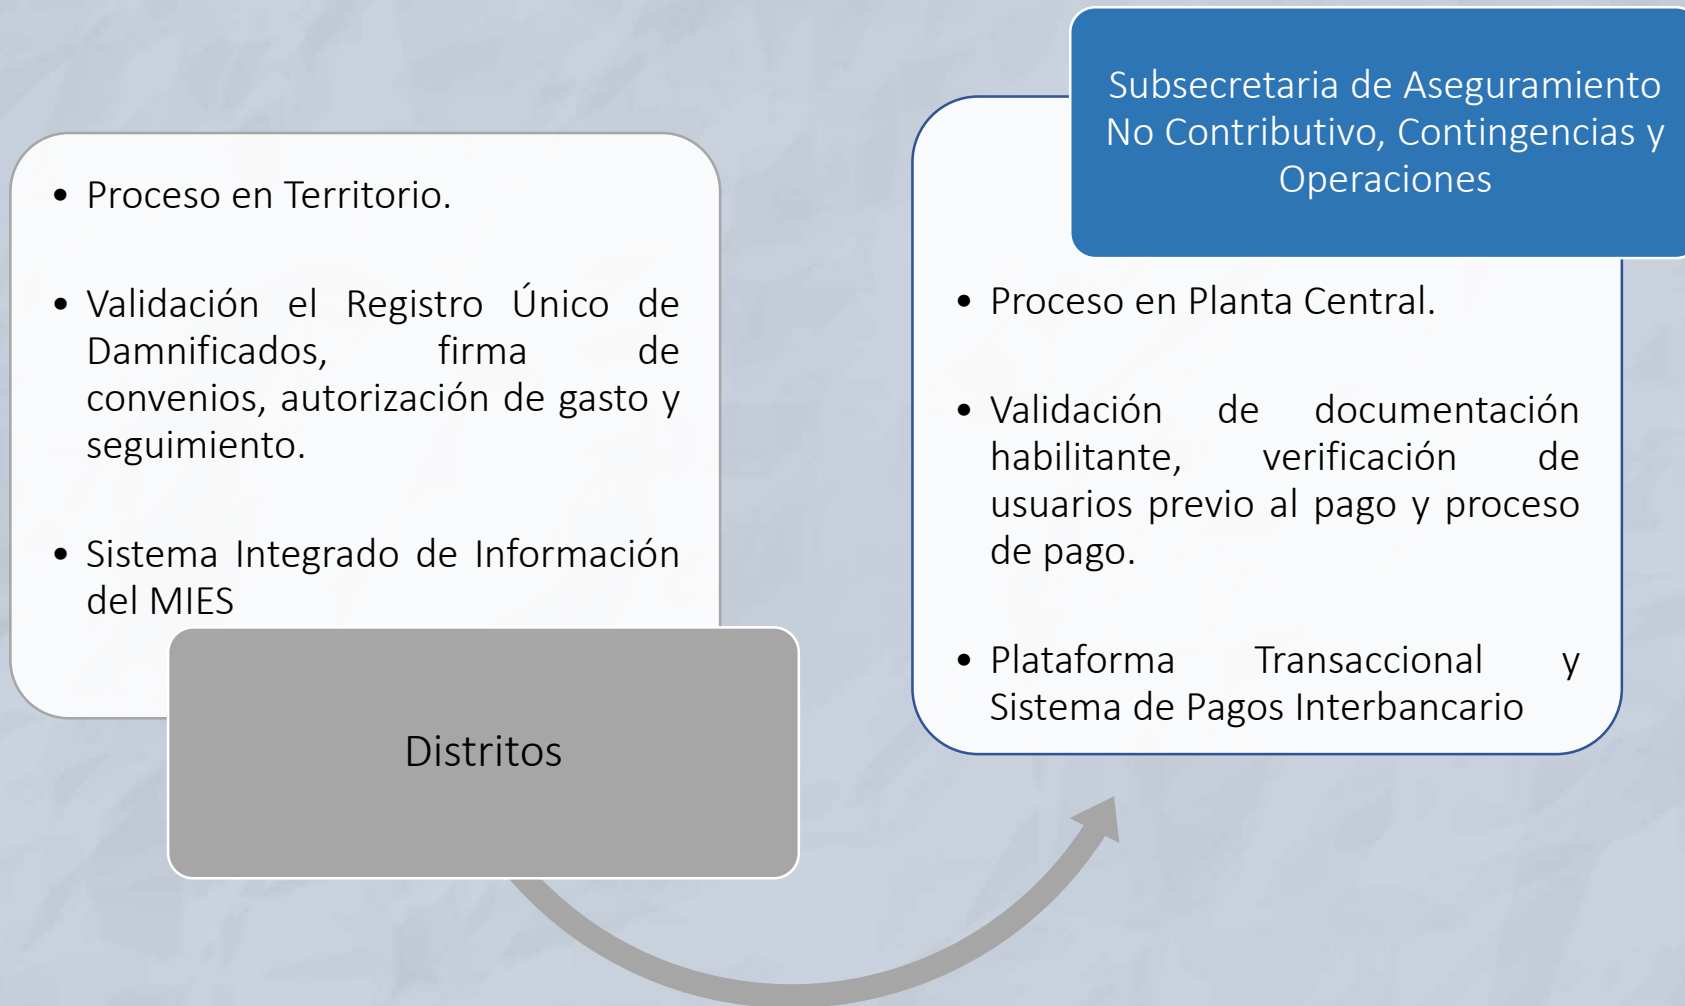 • Proceso en Territorio.
• Validación el Registro Único de
Damnificados, firma de
convenios, autorización de gasto y
seguimiento.
• Sistema Integrado de Información
del MIES
Distritos
Subsecretaria de Aseguramiento
No Contributivo, Contingencias y
Operaciones
• Proceso en Planta Central.
• Validación de documentación
habilitante, verificación de
usuarios previo al pago y proceso
de pago.
• Plataforma Transaccional y
Sistema de Pagos Interbancario